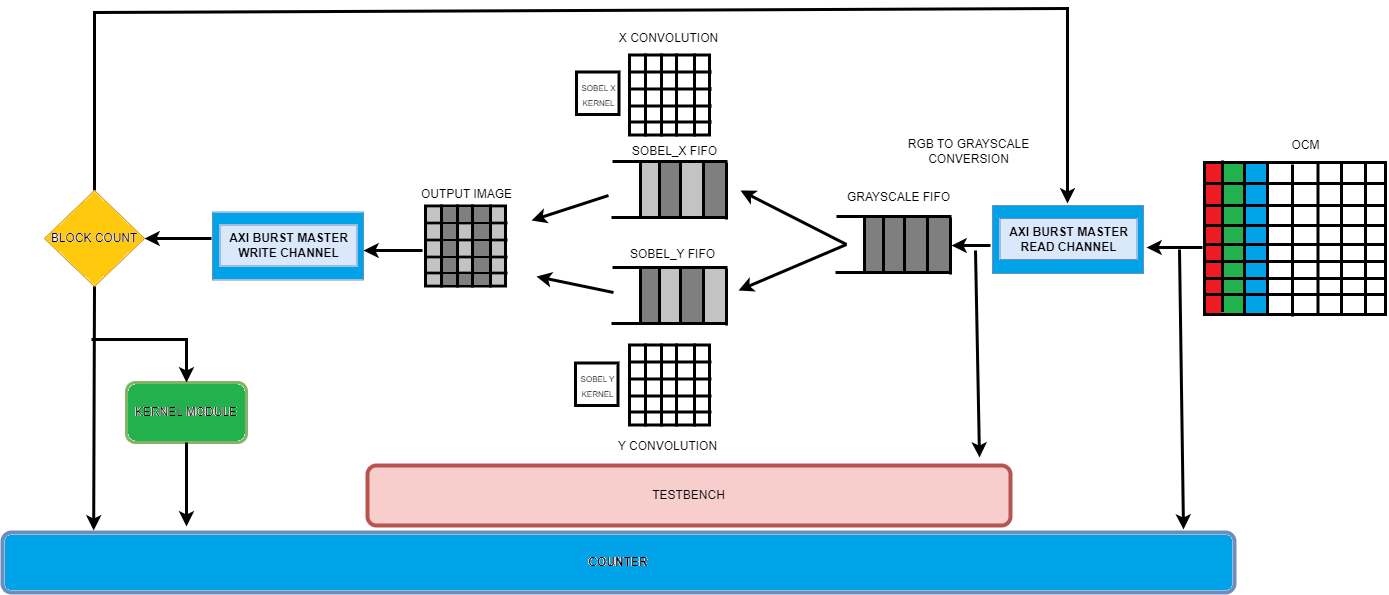 X CONVOLUTION
SOBEL X
KERNEL
SOBEL_X FIFO
RGB TO GRAYSCALE
CONVERSION
OCM
OUTPUT IMAGE
GRAYSCALE FIFO
BLOCK COUNT
AXI BURST MASTER
WRITE CHANNEL
AXI BURST MASTER
READ CHANNEL
SOBEL_Y FIFO
SOBEL Y
KERNEL
KERNEL MODULE
Y CONVOLUTION
TESTBENCH
COUNTER